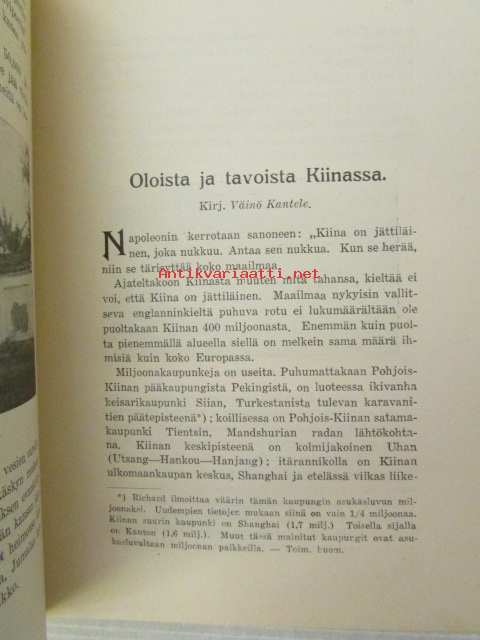 Oloista ja tavoista Kiinassa.
Kirj. Väinö Kantele.
Napoleonin kerrotaan sanoneen: „Kiina on jättiläi-
nen, joka nukkuu. Antaa sen nukkua. Kun se herää,
niin se tärisyttää koko maailmaa.
Antikvariaatti.net
Ajateltakoon Kiinasta muuten mitä tahansa, kieltää ei
voi, että Kiina on jättiläinen. Maailmaa nykyisin vallit-
seva englanninkieltä puhuva rotu ei lukumäärältään ole
puoltakaan Kiinan 400 miljoonasta. Enemmän kuin puol-
ta pienemmällä alueella siellä on melkein sama määrä ih-
misiä kuin koko Europassa.
Miljoonakaupunkeja on useita. Puhumattakaan Pohjois-
Kiinan pääkaupungista Pekingistä, on luoteessa ikivanha
keisarikaupunki Siian, Turkestanista tulevan karavani-
tien päätepisteenä*); koillisessa on Pohjois-Kiinan satama-
kaupunki Tientsin, Mandshurian radan lähtökohta-
na. Kiinan keskipisteenä on kolmijakoinen Uhan
(Utsang—Hankou—Hanjang); itärannikolla on Kiinan
ulkomaankaupan keskus, Shanghai ja etelässä vilkas liike-
*) Richard ilmoittaa väärin tämän kaupungin asukasluvun mil-
joonaksi. Uudempien tietojen mukaan siinä on vain 1/4 miljoonaa.
Kiinan suurin kaupunki on Shanghai (1,7 milj.) Toisella sijalla
on Kanton (1,6 milj.). Muut tässä mainitut kaupungit ovat asu-
kasluvultaan miljoonan paikkeilla. — Toim. huom.